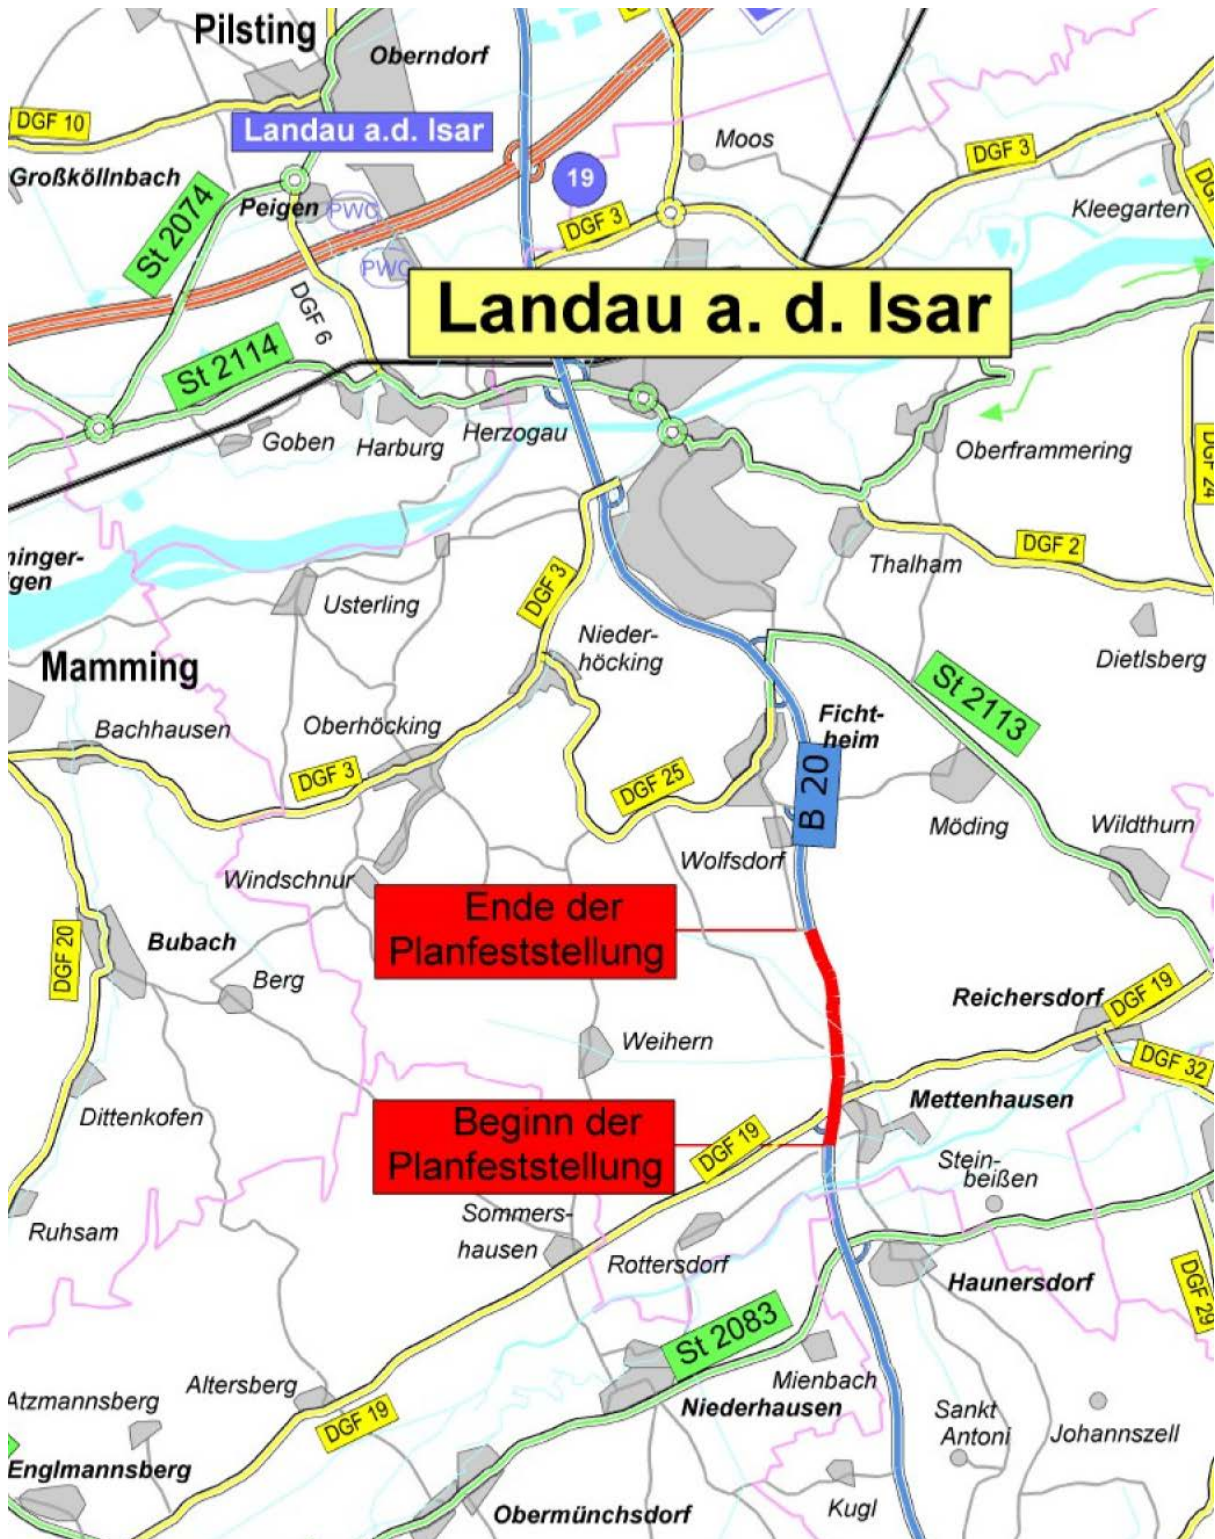 Pilsting
Oberndorf
DGF 10
Landau a.d. Isar
Moos
DGF 3
Großköllnbach
19
St 2074
Peigen
PWC
DGF 3
Kleegarten
PWC
DGF 6
Landau a. d. Isar
St 2114
Goben
Harburg
Herzogau
Oberframmering
DGF 24
DGF 2
Thalham
DGF 3
Usterling
Nieder-
höcking
Dietlsberg
Mamming
St 2113
Bachhausen
Oberhöcking
Ficht-
heim
DGF 3
DGF 25
B 20
Möding
Wildthurn
Wolfsdorf
Windschnur
Ende der
Planfeststellung
DGF 20
Bubach
Berg
Reichersdorf
DGF 19
Weihern
DGF 32
Dittenkofen
Mettenhausen
Beginn der
Planfeststellung
DGF 19
Stein-
beißen
Ruhsam
Sommers-
hausen
Rottersdorf
Haunersdorf
DGF 29
St 2083
Altersberg
Mienbach
Atzmannsberg
Niederhausen
DGF 19
Sankt
Antoni
Johannszell
Englmannsberg
Obermünchsdorf
Kugl